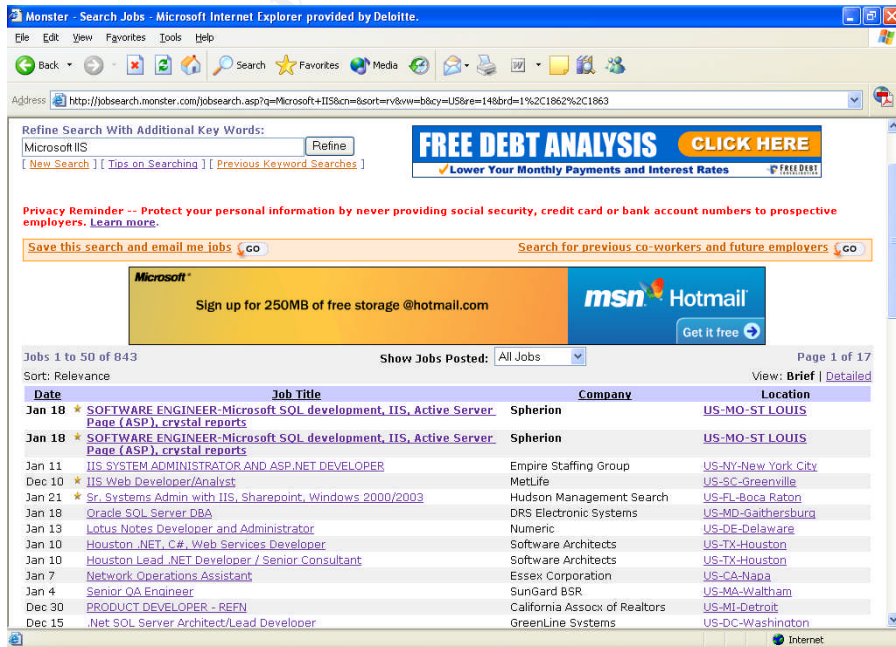 Monster - Search Jobs - Microsoft Internet Explorer provided by Deloitte.
File Edit View Favorites Tools Help
Back Search Favorites Media
Address http://jobsearch.monster.com/jobsearch.asp?q=Microsoft+IIS&cn=&sort=rv&vw=b&cy=US&re=14&brd=1%2C1862%2C1863
Refine Search With Additional Key Words:
Microsoft IIS Refine
[ New Search ] [ Tips on Searching ] [ Previous Keyword Searches ]
FREE DEBT ANALYSIS CLICK HERE
Lower Your Monthly Payments and Interest Rates FREE DEBT
Privacy Reminder -- Protect your personal information by never providing social security, credit card or bank account numbers to prospective
employers. Learn more.
Save this search and email me jobs GO Search for previous co-workers and future employers GO
Microsoft
Sign up for 250MB of free storage @hotmail.com
msn Hotmail
Get it free
Jobs 1 to 50 of 843 Show Jobs Posted: All Jobs Page 1 of 17
Sort: Relevance View: Brief | Detailed
Date Job Title Company Location
Jan 18 SOFTWARE ENGINEER-Microsoft SQL development, IIS, Active Server Spherion US-MO-ST LOUIS
Page (ASP), crystal reports
Jan 18 SOFTWARE ENGINEER-Microsoft SQL development, IIS, Active Server Spherion US-MO-ST LOUIS
Page (ASP), crystal reports
Jan 11 IIS SYSTEM ADMINISTRATOR AND ASP.NET DEVELOPER Empire Staffing Group US-NY-New York City
Dec 10 IIS Web Developer/Analyst MetLife US-SC-Greenville
Jan 21 Sr. Systems Admin with IIS, Sharepoint, Windows 2000/2003 Hudson Management Search US-FL-Boca Raton
Jan 18 Oracle SQL Server DBA DRS Electronic Systems US-MD-Gaithersburg
Jan 13 Lotus Notes Developer and Administrator Numeric US-DE-Delaware
Jan 10 Houston .NET, C#, Web Services Developer Software Architects US-TX-Houston
Jan 10 Houston Lead .NET Developer / Senior Consultant Software Architects US-TX-Houston
Jan 7 Network Operations Assistant Essex Corporation US-CA-Napa
Jan 4 Senior QA Engineer SunGard BSR US-MA-Waltham
Dec 30 PRODUCT DEVELOPER - REFN California Assocx of Realtors US-MI-Detroit
Dec 15 .Net SQL Server Architect/Lead Developer GreenLine Systems US-DC-Washington
Internet